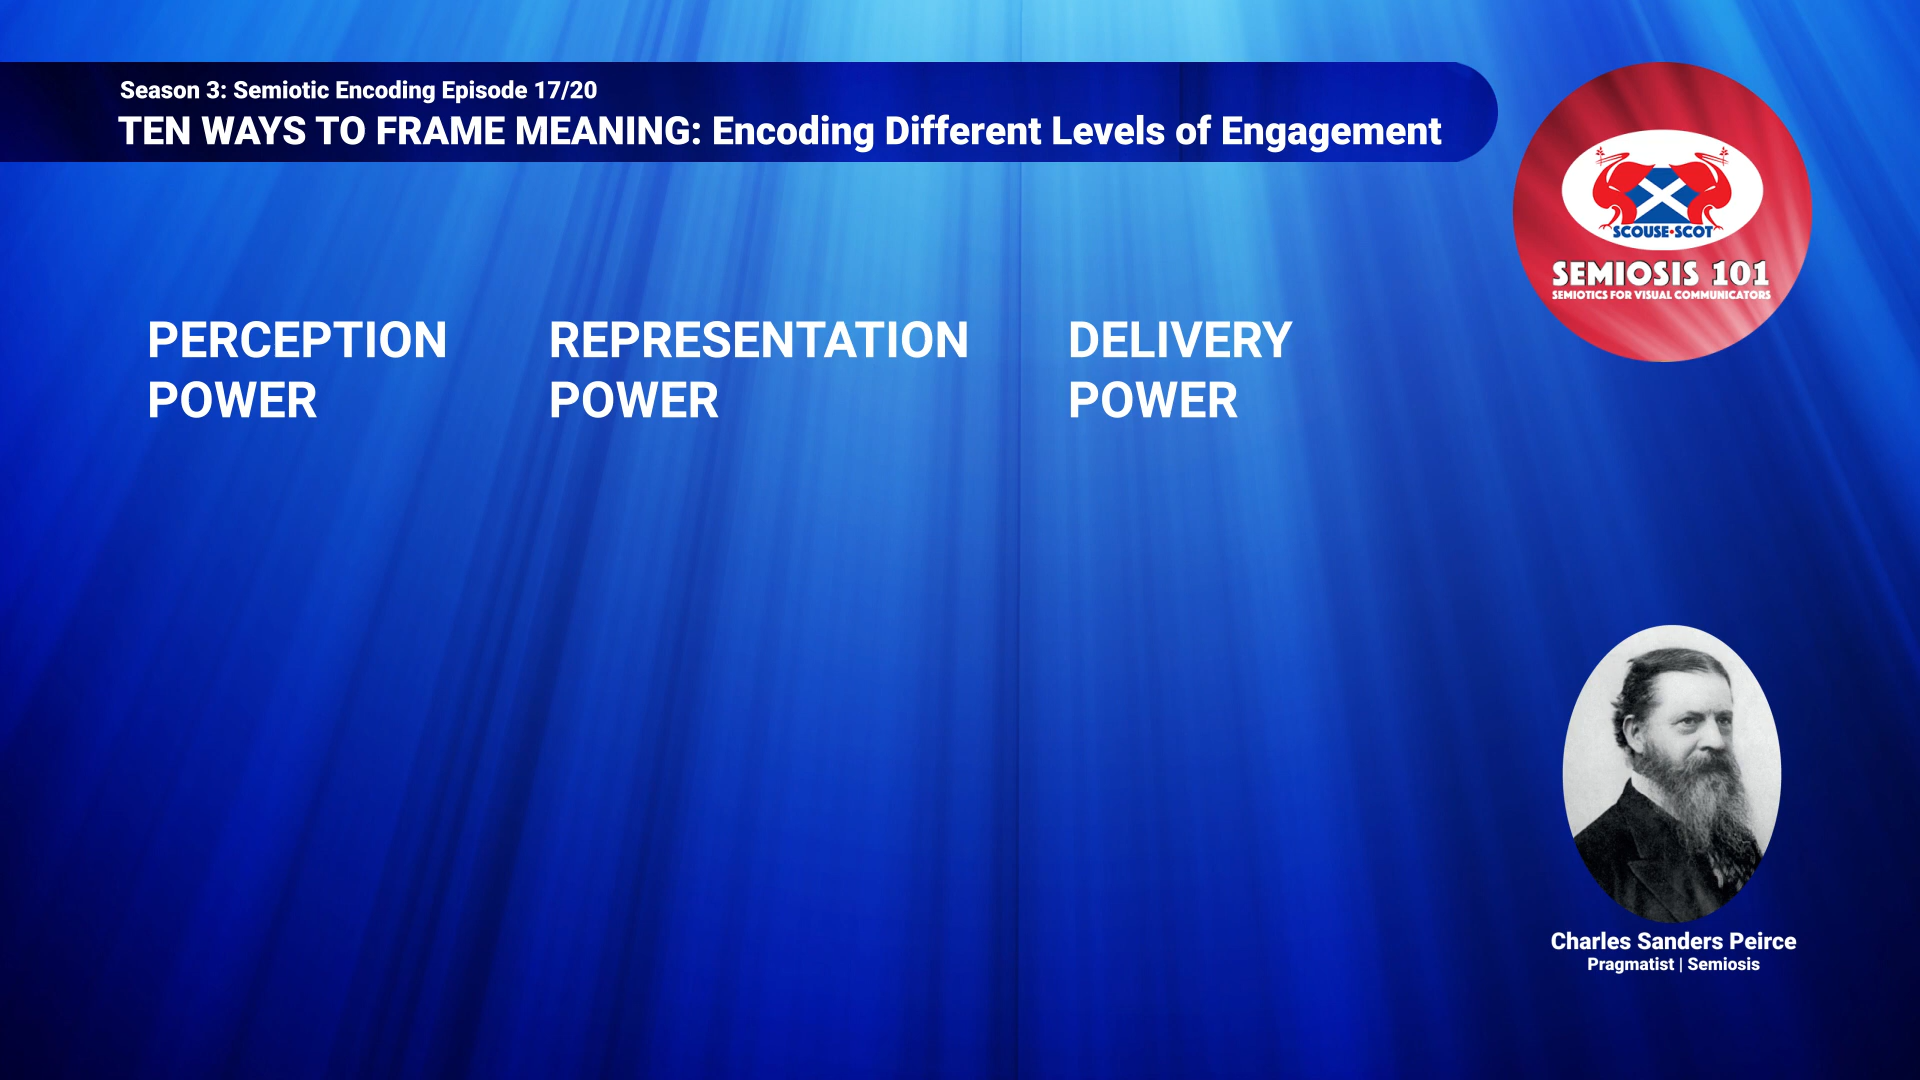 Season 3: Semiotic Encoding Episode 17/20
TEN WAYS TO FRAME MEANING: Encoding Different Levels of Engagement
SCOUSE•SCOT
SEMIOSIS 101
SEMIOTICS FOR VISUAL COMMUNICATORS
PERCEPTION
POWER
REPRESENTATION
POWER
DELIVERY
POWER
Charles Sanders Peirce
Pragmatist | Semiosis